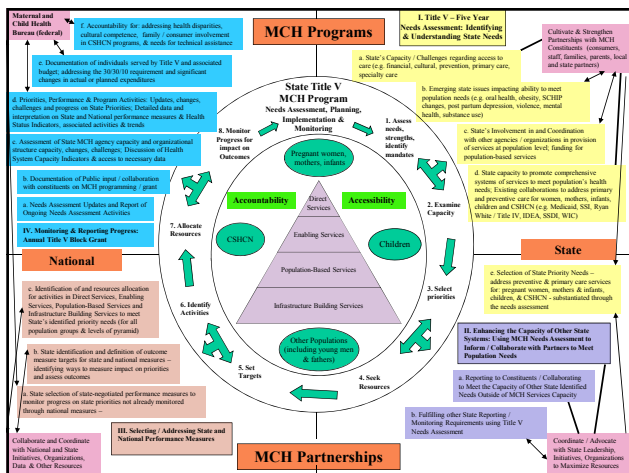 Maternal and
Child Health
Bureau (federal)
f. Accountability for: addressing health disparities,
cultural competence, family / consumer involvement
in CSHCN programs, & needs for technical assistance
MCH Programs
I. Title V – Five Year
Needs Assessment: Identifying &
Understanding State Needs
Cultivate & Strengthen
Partnerships with MCH
Constituents (consumers,
staff, families, parents, local
and state partners)
e. Documentation of individuals served by Title V and associated
budget; addressing the 30/30/10 requirement and significant changes
in actual or planned expenditures
a. State's Capacity / Challenges regarding access to
care (e.g. financial, cultural, prevention, primary care,
specialty care
d. Priorities, Performance & Program Activities: Updates, changes,
challenges and progress on State Priorities; Detailed data and
interpretation on State and National performance measures & Health
Status Indicators, associated activities & trends
b. Emerging state issues impacting ability to meet
population needs (e.g. oral health, obesity, SCHIP
changes, post partum depression, violence, mental
health, substance use)
c. Assessment of State MCH agency capacity and organizational
structure capacity, changes, challenges; Discussion of Health
System Capacity Indicators & access to necessary data
c. State's Involvement in and Coordination with
other agencies / organizations in provision of
services at population level; funding for
population-based services
b. Documentation of Public input / collaboration
with constituents on MCH programming / grant
d. State capacity to promote comprehensive
systems of services to meet population's health
needs; Existing collaborations to address primary
and preventive care for women, mothers, infants,
children and CSHCN (e.g. Medicaid, SSI, Ryan
White / Title IV, IDEA, SSDI, WIC)
a. Needs Assessment Updates and Report of
Ongoing Needs Assessment Activities
IV. Monitoring & Reporting Progress:
Annual Title V Block Grant
State Title V
MCH Program
Needs Assessment, Planning,
Implementation &
Monitoring
8. Monitor
Progress for
impact on
Outcomes
1. Assess needs,
strengths,
identify mandates
Pregnant women,
mothers, infants
Accountability
Accessibility
Direct
Services
2. Examine
Capacity
7. Allocate
Resources
CSHCN
Enabling Services
Children
Population-Based Services
3. Select
priorities
Infrastructure Building Services
6. Identify
Activities
Other Populations
(including young men
& fathers)
5. Set
Targets
4. Seek
Resources
National
State
c. Identification of and resources allocation
for activities in Direct Services, Enabling
Services, Population-Based Services and
Infrastructure Building Services to meet
State's identified priority needs (for all
population groups & levels of pyramid)
e. Selection of State Priority Needs –
address preventive & primary care services
for: pregnant women, mothers & infants,
children, & CSHCN - substantiated through
the needs assessment
b. State identification and definition of outcome
measure targets for state and national measures –
identifying ways to measure impact on priorities
and assess outcomes
II. Enhancing the Capacity of Other State
Systems: Using MCH Needs Assessment to
Inform / Collaborate with Partners to Meet
Population Needs
a. State selection of state-negotiated performance measures to
monitor progress on state priorities not already monitored
through national measures –
a. Reporting to Constituents / Collaborating
to Meet the Capacity of Other State Identified
Needs Outside of MCH Services Capacity
III. Selecting / Addressing State and
National Performance Measures
b. Fulfilling other State Reporting /
Monitoring Requirements using Title V
Needs Assessment
Collaborate and Coordinate
with National and State
Initiatives, Organizations,
Data & Other Resources
MCH Partnerships
Coordinate / Advocate
with State Leadership,
Initiatives, Organizations
to Maximize Resources